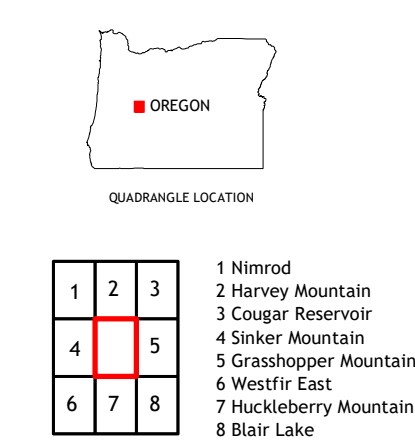 OREGON
QUADRANGLE LOCATION
1 2 3
4 5
6 7 8
1 Nimrod
2 Harvey Mountain
3 Cougar Reservoir
4 Sinker Mountain
5 Grasshopper Mountain
6 Westfir East
7 Huckleberry Mountain
8 Blair Lake